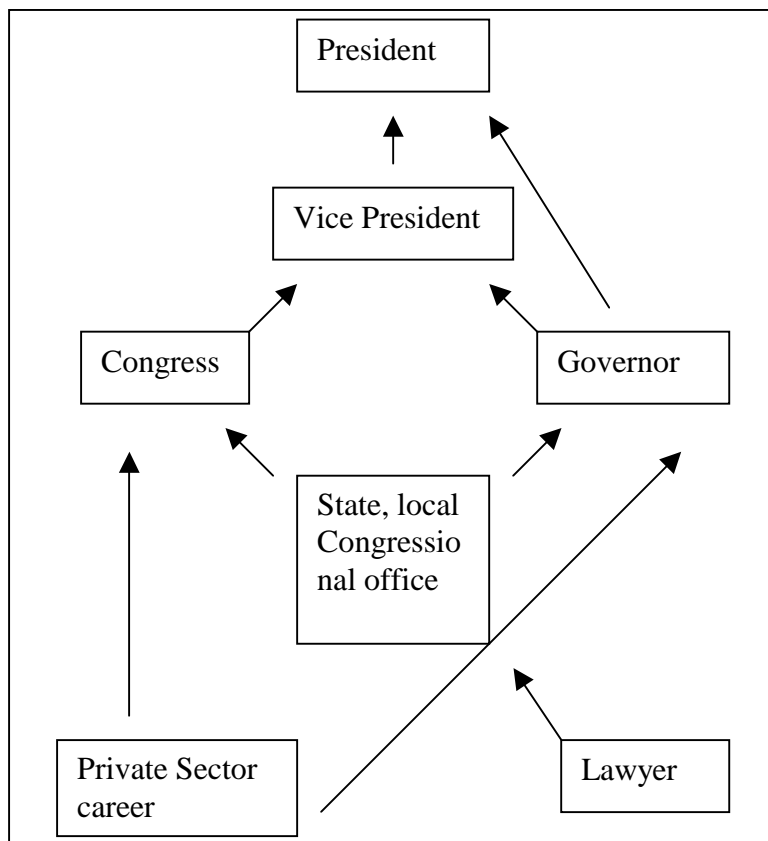 President
Vice President
Congress
Governor
State, local
Congressio
nal office
Private Sector
career
Lawyer